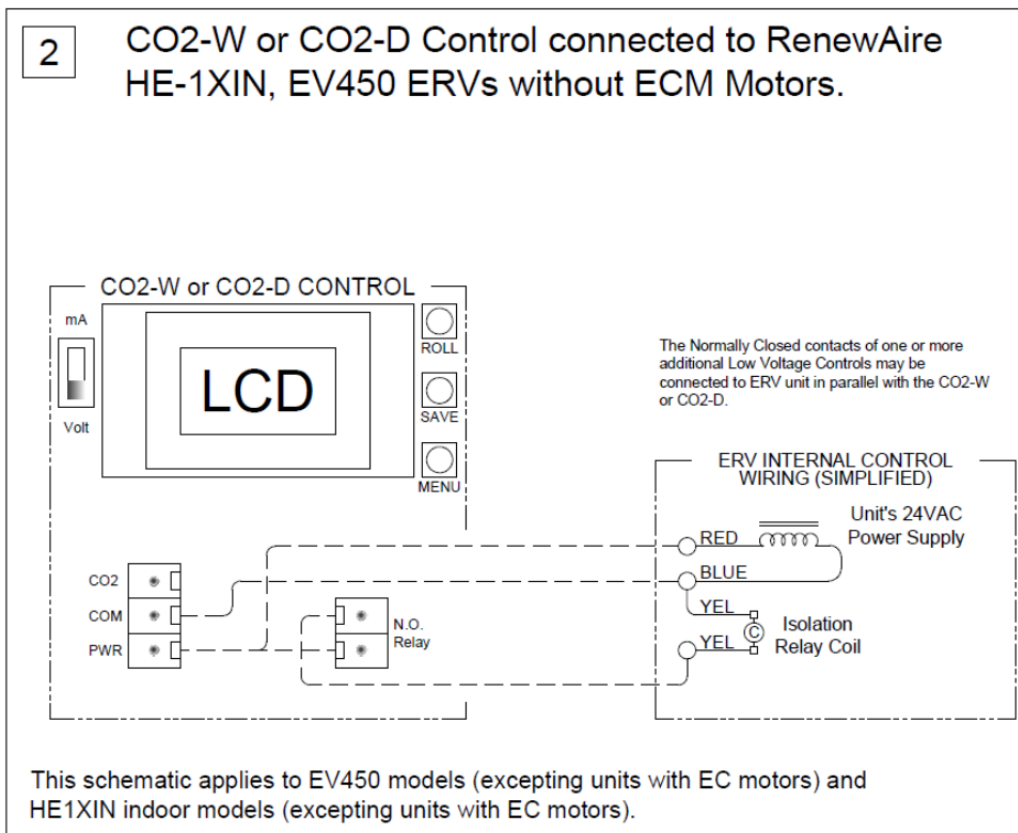 2
CO2-W or CO2-D Control connected to RenewAire
HE-1XIN, EV450 ERVs without ECM Motors.
CO2-W or CO2-D CONTROL
mA
Volt
LCD
ROLL
SAVE
MENU
The Normally Closed contacts of one or more
additional Low Voltage Controls may be
connected to ERV unit in parallel with the CO2-W
or CO2-D.
ERV INTERNAL CONTROL
WIRING (SIMPLIFIED)
Unit's 24VAC
Power Supply
RED
BLUE
YEL
YEL
C
Isolation
Relay Coil
CO2
COM
PWR
N.O.
Relay
This schematic applies to EV450 models (excepting units with EC motors) and
HE1XIN indoor models (excepting units with EC motors).